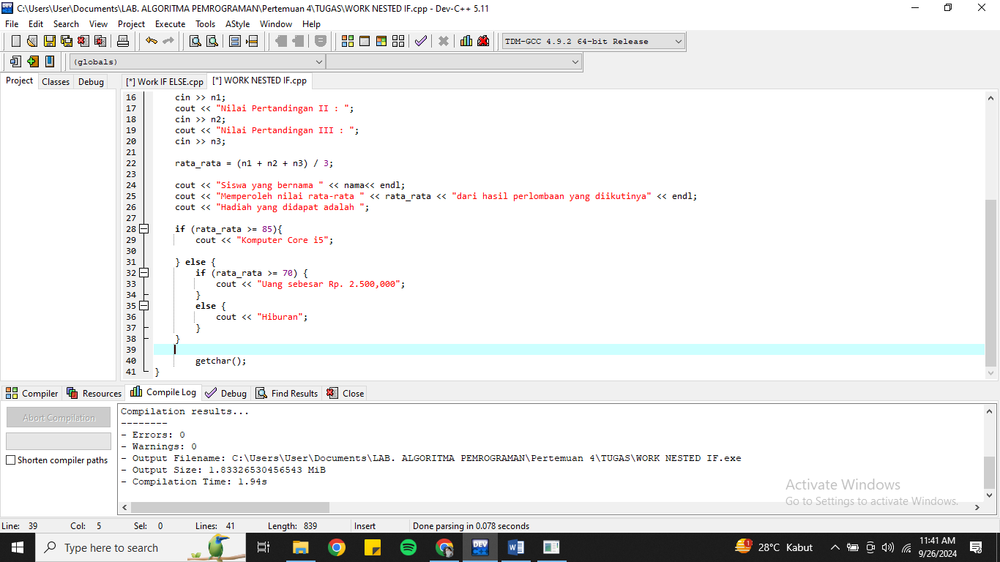 C:\Users\User\Documents\LAB. ALGORITMA PEMROGRAMAN\Pertemuan 4\TUGAS\WORK NESTED IF.cpp - Dev-C++ 5.11
File Edit Search View Project Execute Tools AStyle Window Help
TDM-GCC 4.9.2 64-bit Release
(globals)
Project Classes Debug [*] Work IF ELSE.cpp [*] WORK NESTED IF.cpp
16 cin >> n1;
17 cout << "Nilai Pertandingan II : ";
18 cin >> n2;
19 cout << "Nilai Pertandingan III : ";
20 cin >> n3;
21
22 rata_rata = (n1 + n2 + n3) / 3;
23
24 cout << "Siswa yang bernama " << nama<< endl;
25 cout << "Memperoleh nilai rata-rata " << rata_rata << "dari hasil perlombaan yang diikutinya" << endl;
26 cout << "Hadiah yang didapat adalah ";
27
28 if (rata_rata >= 85){
29 cout << "Komputer Core i5";
30
31 } else {
32 if (rata_rata >= 70) {
33 cout << "Uang sebesar Rp. 2.500,000";
34 }
35 else {
36 cout << "Hiburan";
37 }
38 }
39
40 getchar();
41 }
Compiler Resources Compile Log Debug Find Results Close
Abort Compilation
Shorten compiler paths
Compilation results...
--------
- Errors: 0
- Warnings: 0
- Output Filename: C:\Users\User\Documents\LAB. ALGORITMA PEMROGRAMAN\Pertemuan 4\TUGAS\WORK NESTED IF.exe
- Output Size: 1.83326530456543 MiB
- Compilation Time: 1.94s
Activate Windows
Go to Settings to activate Windows.
Line: 39 Col: 5 Sel: 0 Lines: 41 Length: 839 Insert Done parsing in 0.078 seconds
Type here to search
28°C Kabut
11:41 AM
9/26/2024